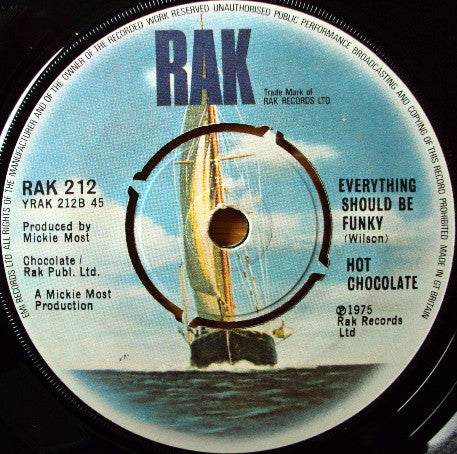 RAK
Trade Mark of
RAK RECORDS LTD.
RAK 212
YRAK 212B 45
Produced by
Mickie Most
Chocolate/
Rak Publ. Ltd.
A Mickie Most
Production
EVERYTHING
SHOULD BE
FUNKY
(Wilson)
HOT
CHOCOLATE
℗1975
Rak Records
Ltd
EMI RECORDS LTD ALL RIGHTS OF THE MANUFACTURER AND OF THE OWNER OF THE RECORDED WORK RESERVED UNAUTHORISED PUBLIC PERFORMANCE BROADCASTING AND COPYING OF THIS RECORD PROHIBITED MADE IN GT BRITAIN